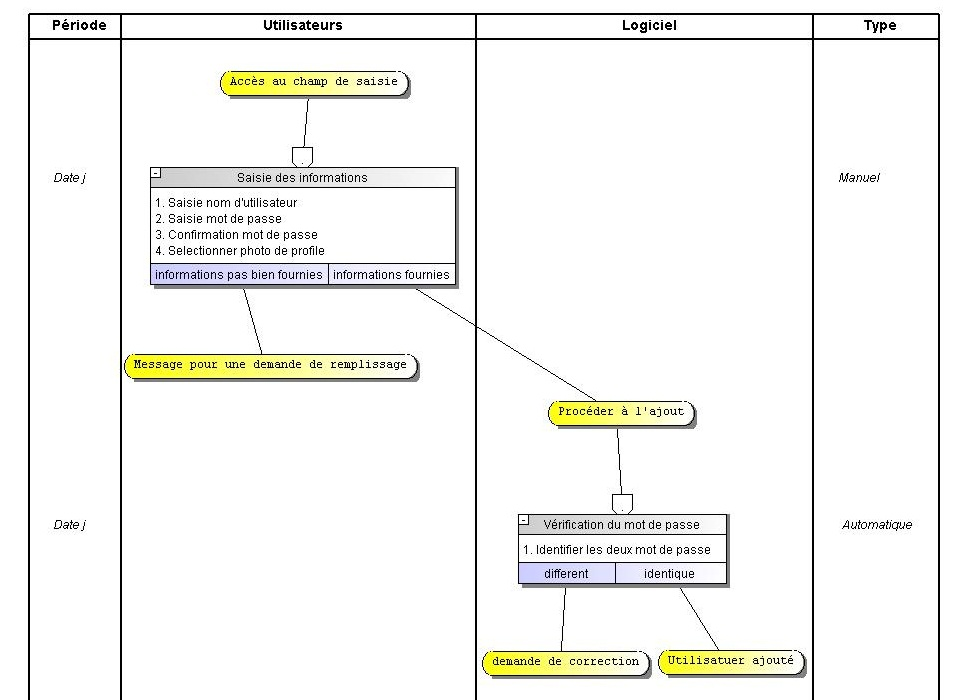 Période Utilisateurs Logiciel Type
Accès au champ de saisie
Date j
Saisie des informations
Manuel
1. Saisie nom d'utilisateur
2. Saisie mot de passe
3. Confirmation mot de passe
4. Selectionner photo de profile
informations pas bien fournies informations fournies
Message pour une demande de remplissage
Procéder à l'ajout
Date j
Vérification du mot de passe
Automatique
1. Identifier les deux mot de passe
different identique
demande de correction
Utilisatuer ajouté